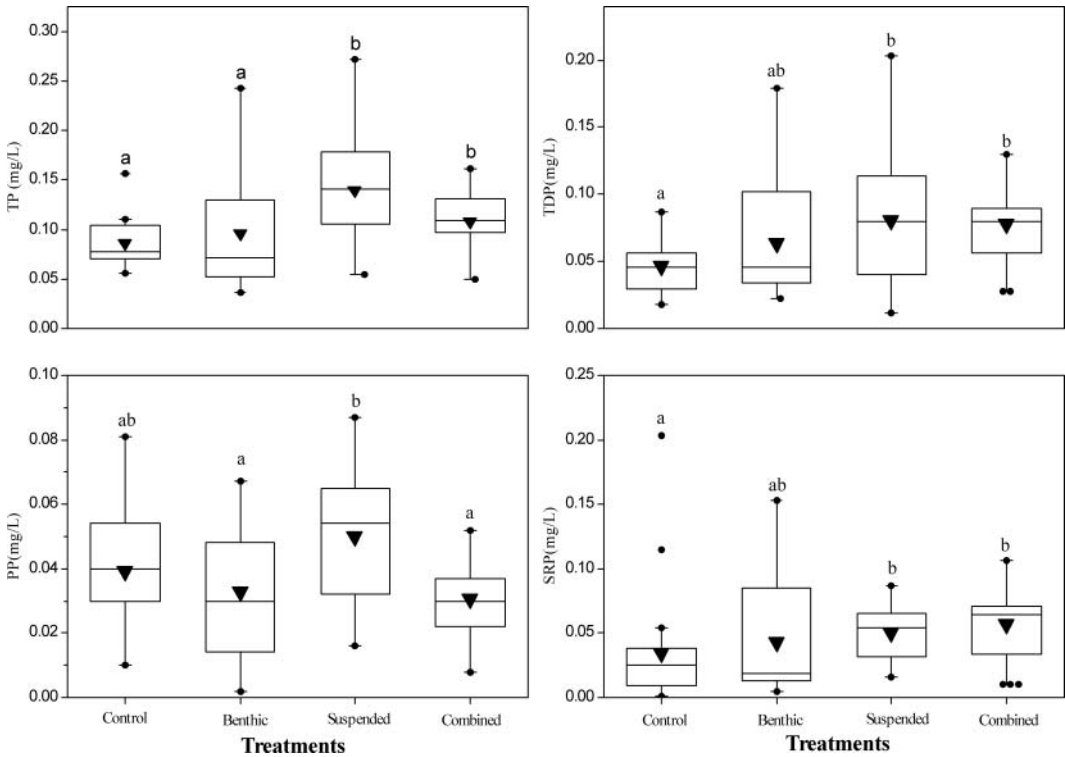 TP (mg/L)
0.30
0.25
0.20
0.15
0.10
0.05
0.00
a
a
b
b
TDP(mg/L)
0.20
0.15
0.10
0.05
0.00
a
ab
b
b
PP(mg/L)
0.10
0.08
0.06
0.04
0.02
0.00
ab
a
b
a
Control Benthic Suspended Combined
Treatments
SRP(mg/L)
0.25
0.20
0.15
0.10
0.05
0.00
a
ab
b
b
Control Benthic Suspended Combined
Treatments